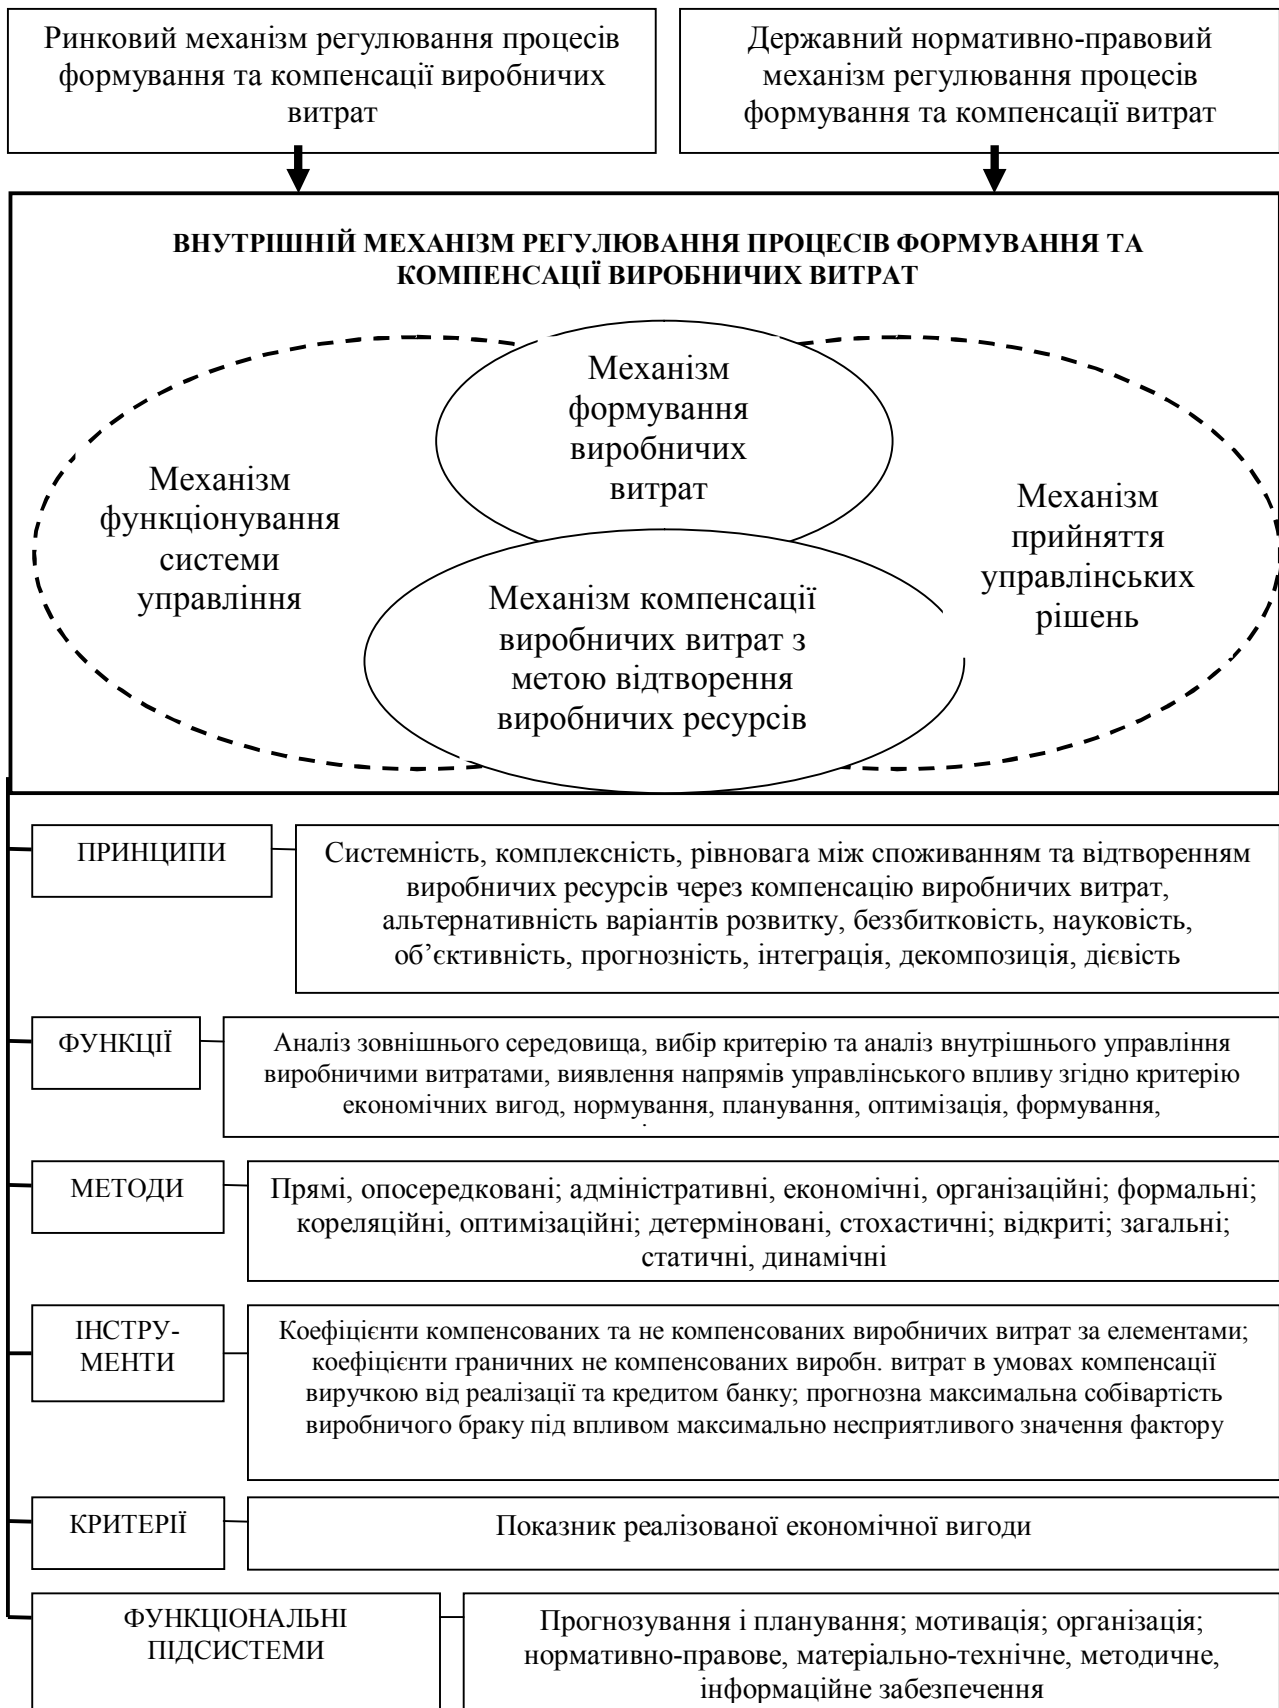 Ринковий механізм регулювання процесів
формування та компенсації виробничих
витрат
Державний нормативно-правовий
механізм регулювання процесів
формування та компенсації витрат
ВНУТРІШНІЙ МЕХАНІЗМ РЕГУЛЮВАННЯ ПРОЦЕСІВ ФОРМУВАННЯ ТА
КОМПЕНСАЦІЇ ВИРОБНИЧИХ ВИТРАТ
Механізм
формування
виробничих
витрат
Механізм
функціонування
системи
управління
Механізм
прийняття
управлінських
рішень
Механізм компенсації
виробничих витрат з
метою відтворення
виробничих ресурсів
ПРИНЦИПИ
Системність, комплексність, рівновага між споживанням та відтворенням
виробничих ресурсів через компенсацію виробничих витрат,
альтернативність варіантів розвитку, беззбитковість, науковість,
об’єктивність, прогнозність, інтеграція, декомпозиція, дієвість
ФУНКЦІЇ
Аналіз зовнішнього середовища, вибір критерію та аналіз внутрішнього управління
виробничими витратами, виявлення напрямів управлінського впливу згідно критерію
економічних вигод, нормування, планування, оптимізація, формування,
МЕТОДИ
Прямі, опосередковані; адміністративні, економічні, організаційні; формальні;
кореляційні, оптимізаційні; детерміновані, стохастичні; відкриті; загальні;
статичні, динамічні
ІНСТРУ-
МЕНТИ
Коефіцієнти компенсованих та не компенсованих виробничих витрат за елементами;
коефіцієнти граничних не компенсованих виробн. витрат в умовах компенсації
виручкою від реалізації та кредитом банку; прогнозна максимальна собівартість
виробничого браку під впливом максимально несприятливого значення фактору
КРИТЕРІЇ
Показник реалізованої економічної вигоди
ФУНКЦІОНАЛЬНІ
ПІДСИСТЕМИ
Прогнозування і планування; мотивація; організація;
нормативно-правове, матеріально-технічне, методичне,
інформаційне забезпечення